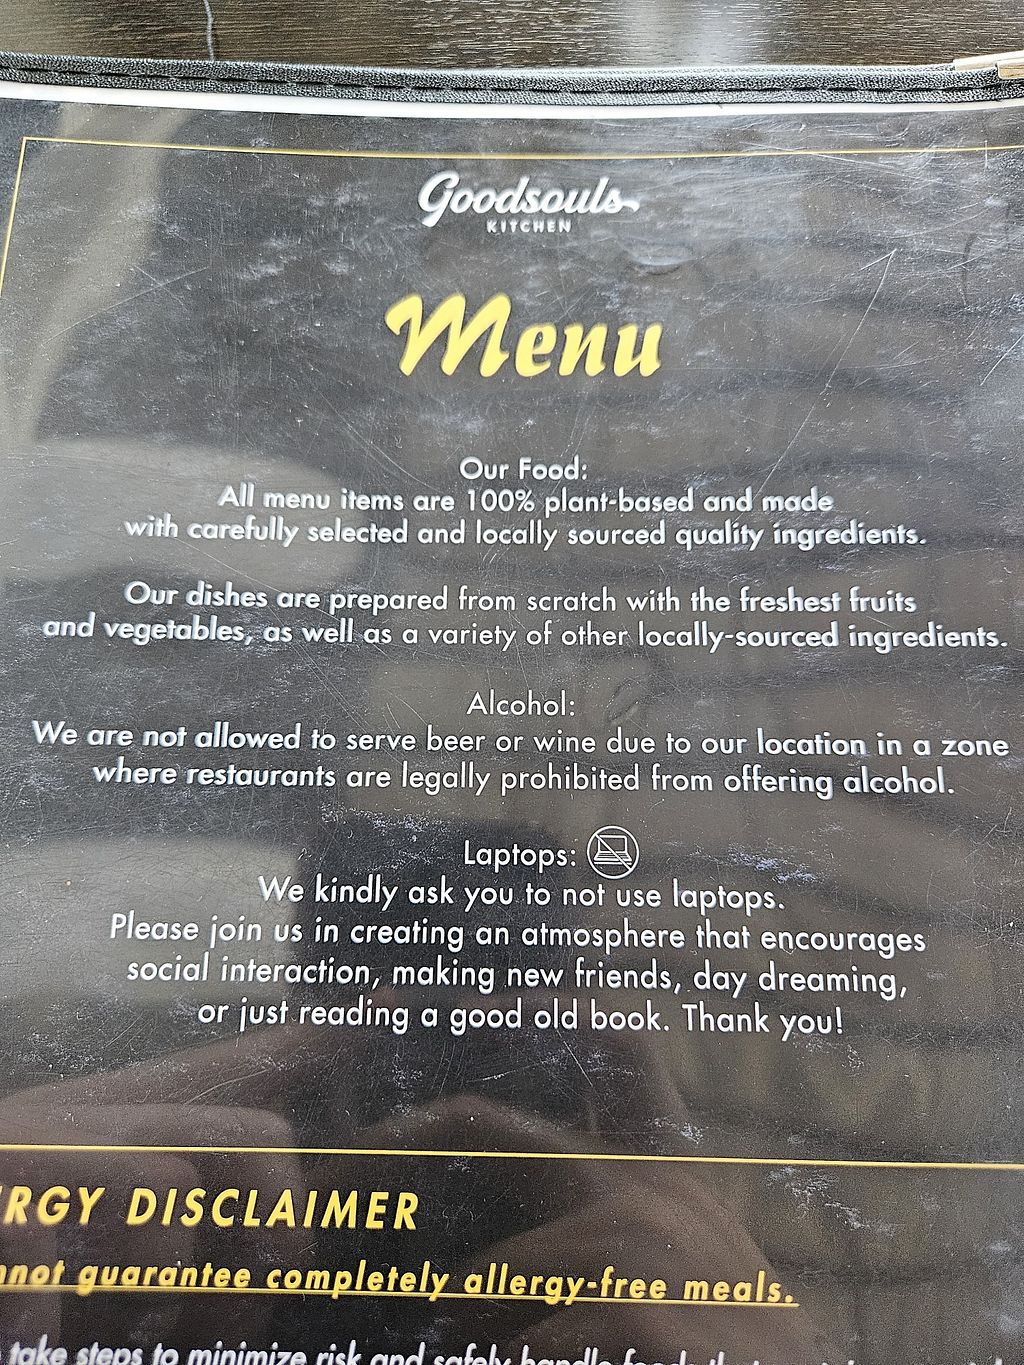 Goodsouls
KITCHEN
Menu
Our Food:
All menu items are 100% plant-based and made
with carefully selected and locally sourced quality ingredients.
Our dishes are prepared from scratch with the freshest fruits
and vegetables, as well as a variety of other locally-sourced ingredients.
Alcohol:
We are not allowed to serve beer or wine due to our location in a zone
where restaurants are legally prohibited from offering alcohol.
Laptops:
We kindly ask you to not use laptops.
Please join us in creating an atmosphere that encourages
social interaction, making new friends, day dreaming,
or just reading a good old book. Thank you!
RGY DISCLAIMER
nnot guarantee completely allergy-free meals.
take steps to minimize risk and safely handle foods